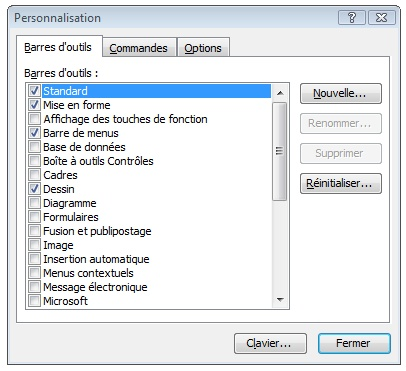 Personnalisation
Barres d'outils Commandes Options
Barres d'outils :
Standard
Mise en forme
Affichage des touches de fonction
Barre de menus
Base de données
Boîte à outils Contrôles
Cadres
Dessin
Diagramme
Formulaires
Fusion et publipostage
Image
Insertion automatique
Menus contextuels
Message électronique
Microsoft
Nouvelle...
Renommer...
Supprimer
Réinitialiser...
Clavier...
Fermer